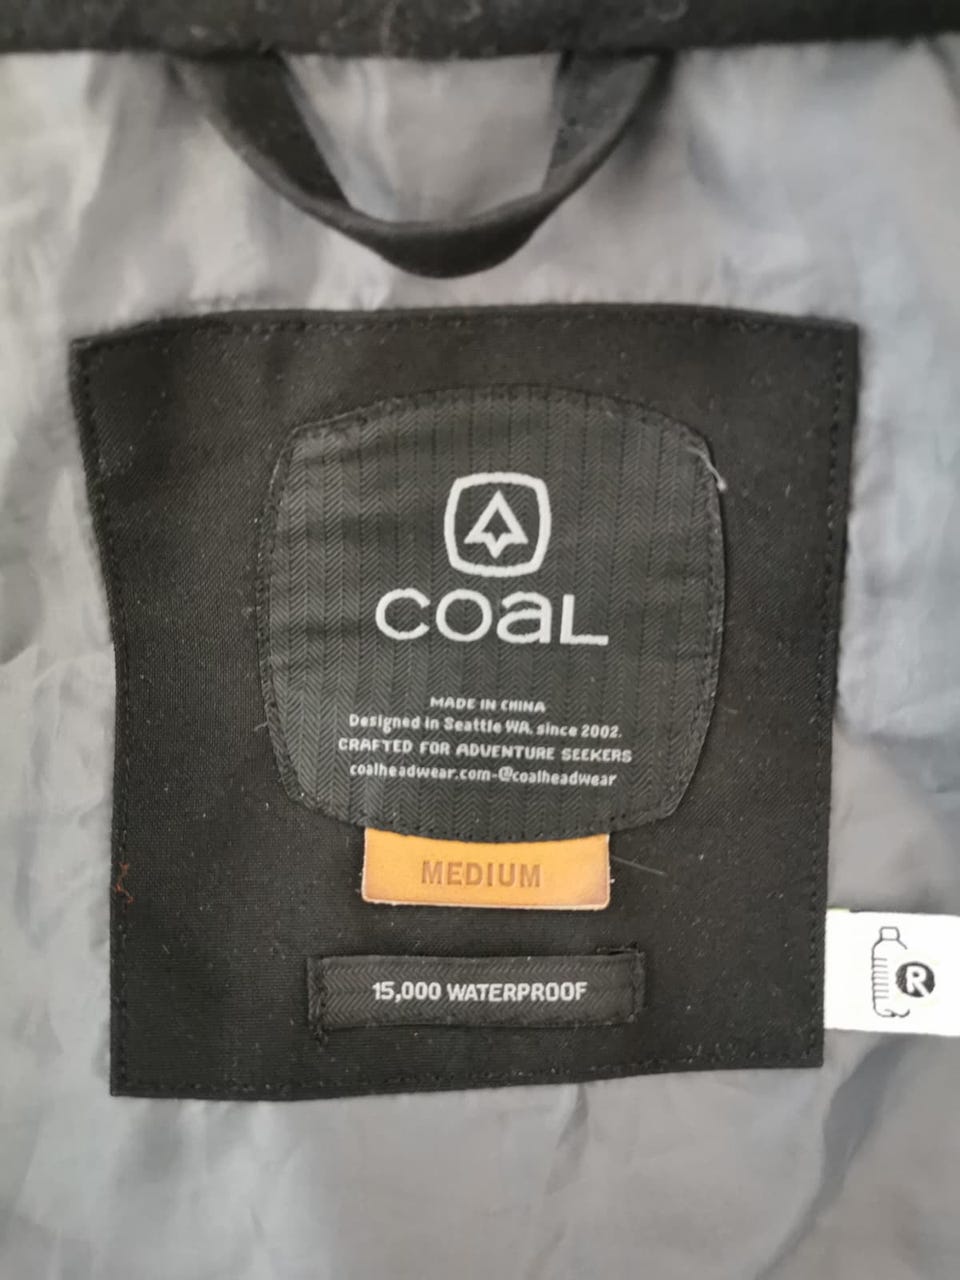 COAL
MADE IN CHINA
Designed in Seattle WA. since 2002.
CRAFTED FOR ADVENTURE SEEKERS
coalheadwear.com-@coalheadwear
MEDIUM
15,000 WATERPROOF
R